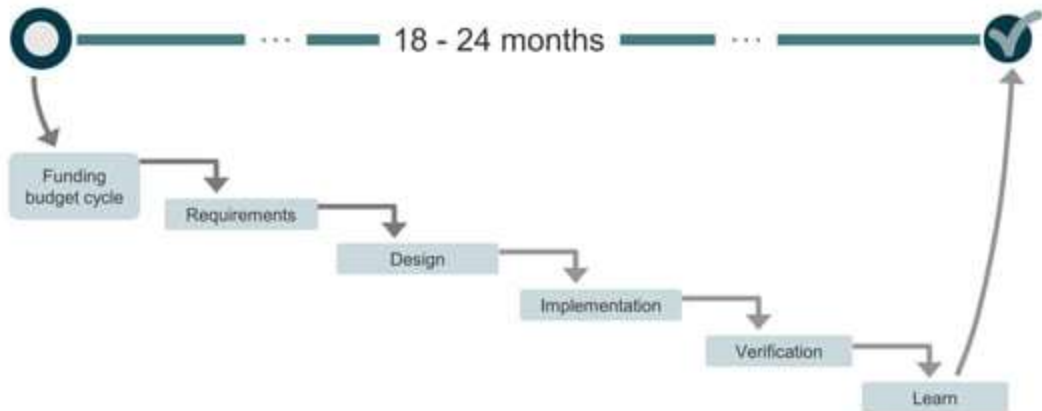 ... 18 - 24 months ...
Funding
budget cycle
Requirements
Design
Implementation
Verification
Learn